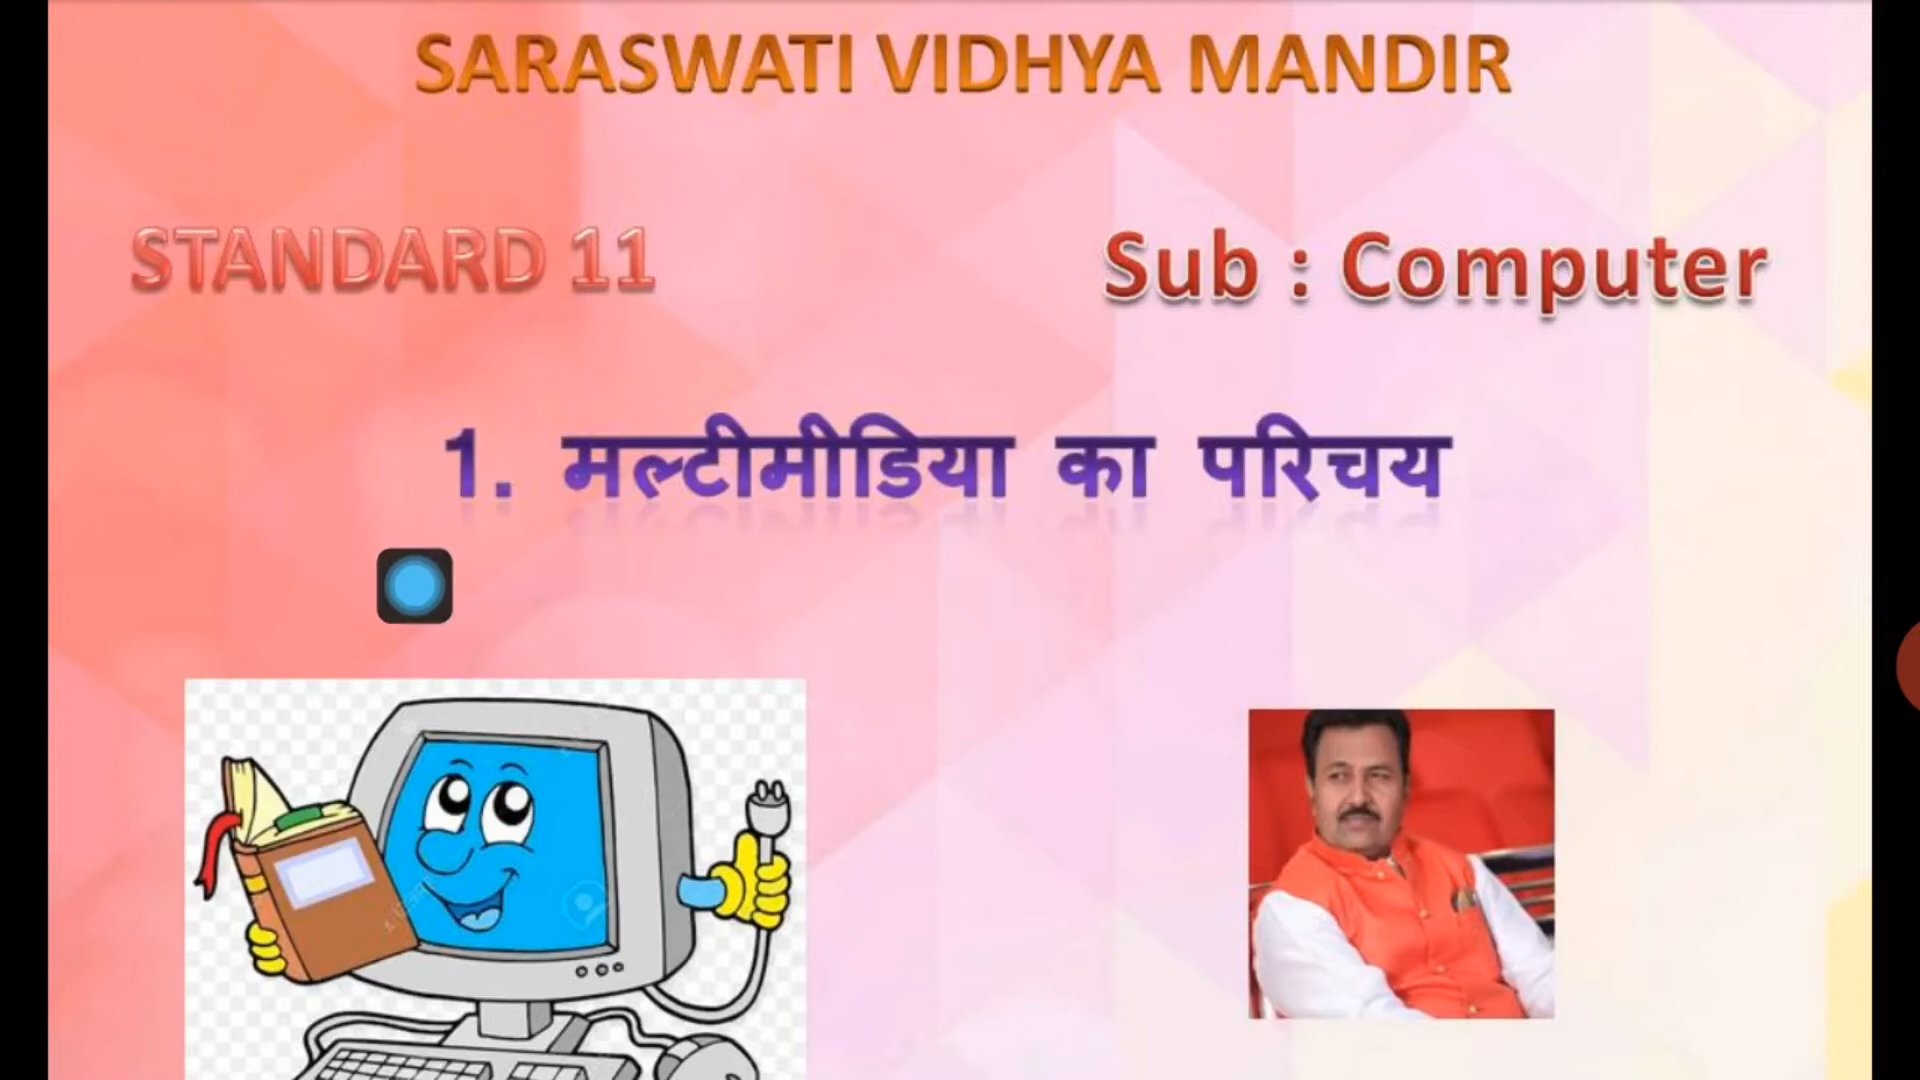 SARASWATI VIDHYA MANDIR
STANDARD 11
Sub : Computer
1. मल्टीमीडिया का परिचय